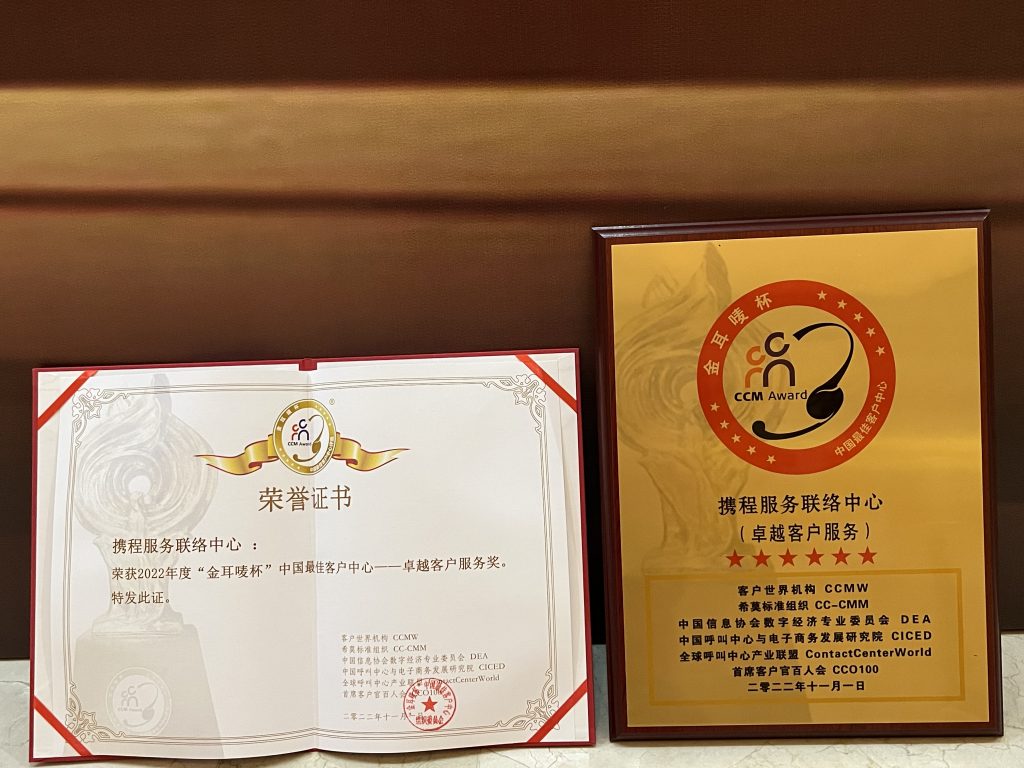 CCM Award
荣誉证书
携程服务联络中心 ：
荣获2022年度“金耳唛杯”中国最佳客户中心——卓越客户服务奖。
特发此证。
客户世界机构 CCMW
希莫标准组织 CC-CMM
中国信息协会数字经济专业委员会 DEA
中国呼叫中心与电子商务发展研究院 CICED
全球呼叫中心产业联盟 ContactCenterWorld
首席客户官百人会 CCO100
二零二二年十一月
组织委员会
金耳唛杯
CCM Award
中国最佳客户中心
携程服务联络中心
(卓越客户服务)
客户世界机构 CCMW
希莫标准组织 CC-CMM
中国信息协会数字经济专业委员会 DEA
中国呼叫中心与电子商务发展研究院 CICED
全球呼叫中心产业联盟 ContactCenterWorld
首席客户官百人会 CCO100
二零二二年十一月一日